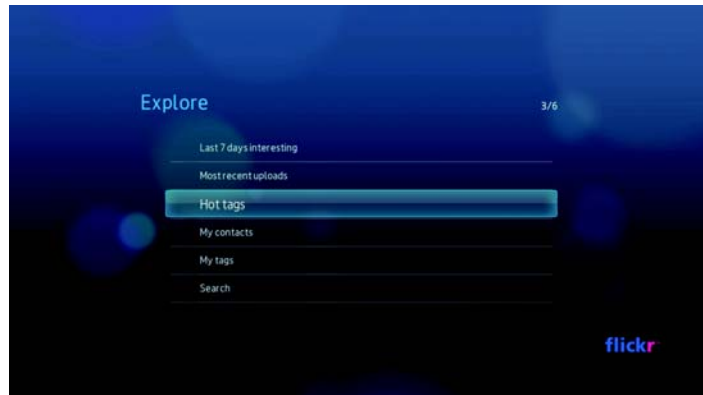 Explore
3/6
Last 7 days interesting
Most recent uploads
Hot tags
My contacts
My tags
Search
flickr